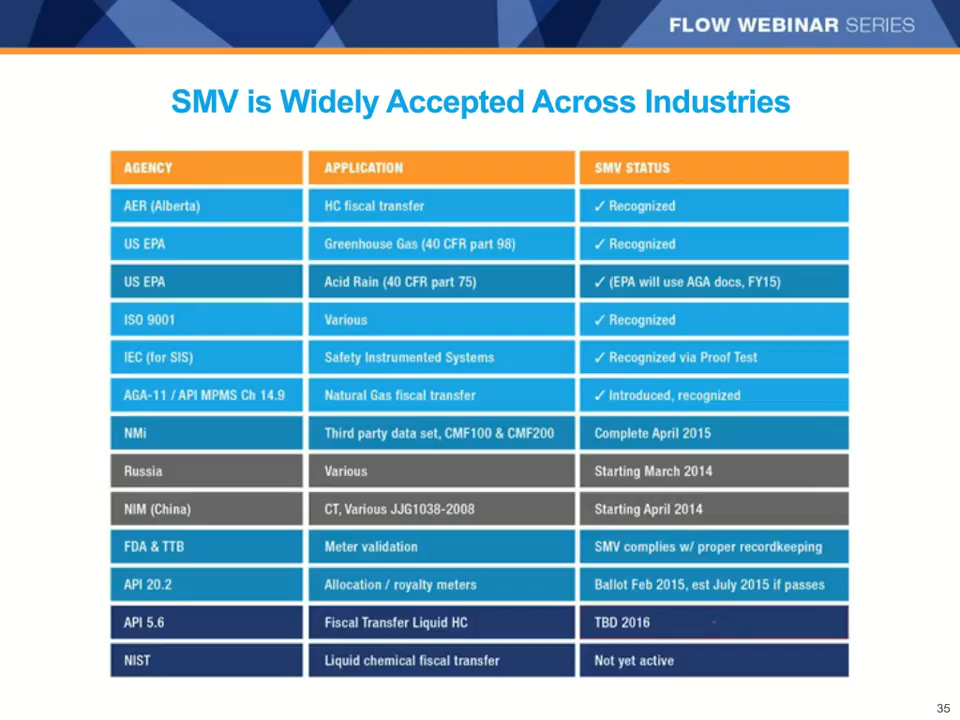 FLOW WEBINAR SERIES
SMV is Widely Accepted Across Industries
AGENCY APPLICATION SMV STATUS
AER (Alberta) HC fiscal transfer ✓ Recognized
US EPA Greenhouse Gas (40 CFR part 98) ✓ Recognized
US EPA Acid Rain (40 CFR part 75) ✓ (EPA will use AGA docs, FY15)
ISO 9001 Various ✓ Recognized
IEC (for SIS) Safety Instrumented Systems ✓ Recognized via Proof Test
AGA-11 / API MPMS Ch 14.9 Natural Gas fiscal transfer ✓ Introduced, recognized
NMi Third party data set, CMF100 & CMF200 Complete April 2015
Russia Various Starting March 2014
NIM (China) CT, Various JJG1038-2008 Starting April 2014
FDA & TTB Meter validation SMV complies w/ proper recordkeeping
API 20.2 Allocation / royalty meters Ballot Feb 2015, est July 2015 if passes
API 5.6 Fiscal Transfer Liquid HC TBD 2016
NIST Liquid chemical fiscal transfer Not yet active
35